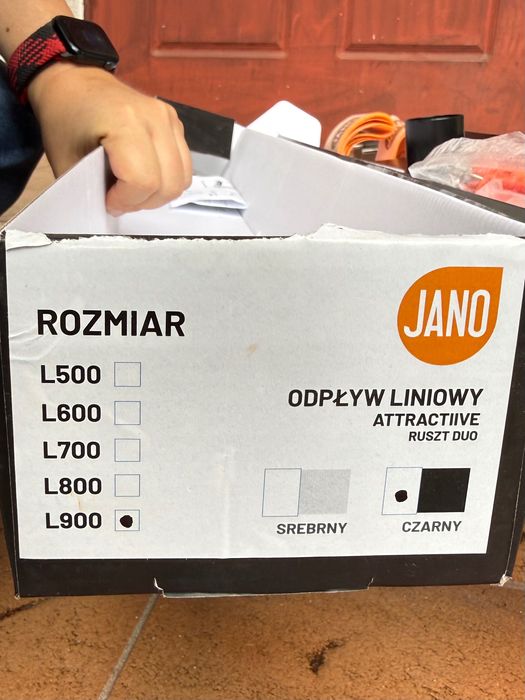 ROZMIAR
L500
L600
L700
L800
L900
JANO
ODPŁYW LINIOWY
ATTRACTIIVE
RUSZT DUO
SREBRNY
CZARNY